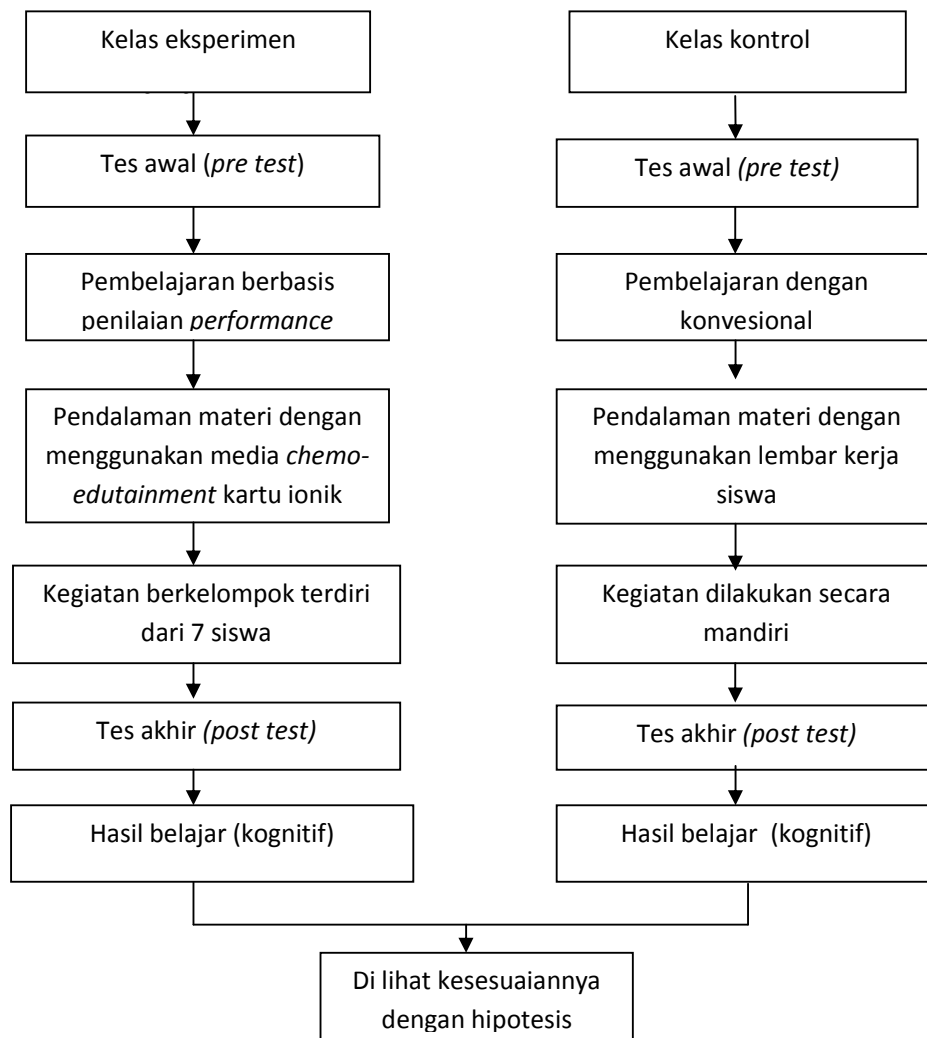 Kelas eksperimen
Kelas kontrol
Tes awal (pre test)
Tes awal (pre test)
Pembelajaran berbasis
penilaian performance
Pembelajaran dengan
konvesional
Pendalaman materi dengan
menggunakan media chemo-
edutainment kartu ionik
Pendalaman materi dengan
menggunakan lembar kerja
siswa
Kegiatan berkelompok terdiri
dari 7 siswa
Kegiatan dilakukan secara
mandiri
Tes akhir (post test)
Tes akhir (post test)
Hasil belajar (kognitif)
Hasil belajar (kognitif)
Di lihat kesesuaiannya
dengan hipotesis